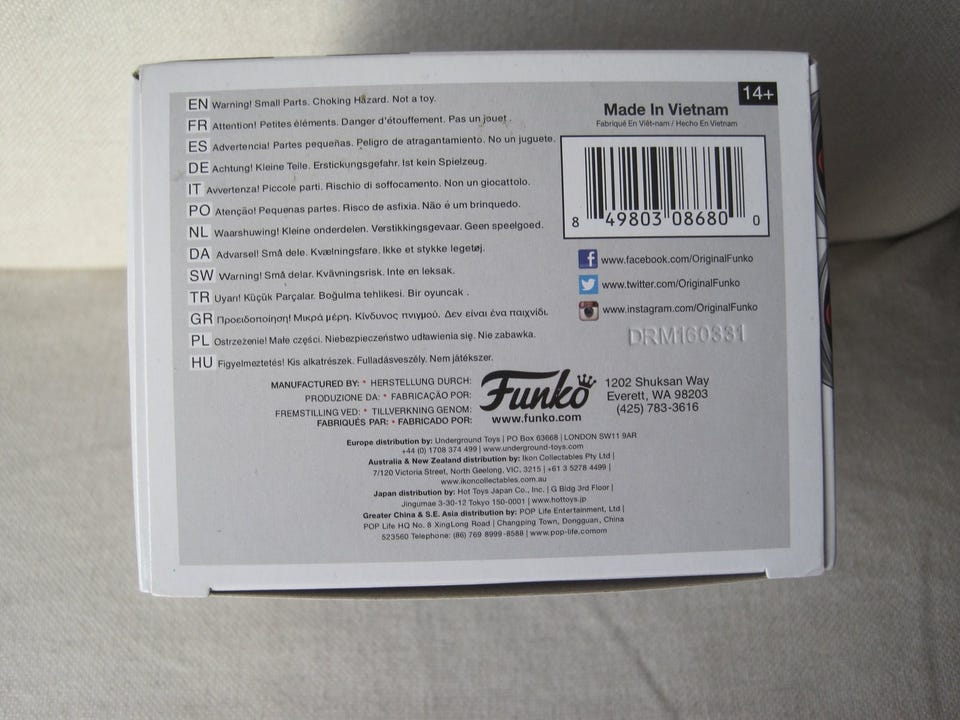 EN Warning! Small Parts. Choking Hazard. Not a toy.
FR Attention! Petites éléments. Danger d'étouffement. Pas un jouet .
ES Advertencia! Partes pequeñas. Peligro de atragantamiento. No un juguete.
DE Achtung! Kleine Teile. Erstickungsgefahr. Ist kein Spielzeug.
IT Avvertenza! Piccole parti. Rischio di soffocamento. Non un giocattolo.
PO Atenção! Pequenas partes. Risco de asfixia. Não é um brinquedo.
NL Waarshuwing! Kleine onderdelen. Verstikkingsgevaar. Geen speelgoed.
DA Advarsel! Små dele. Kvælningsfare. Ikke et stykke legetøj.
SW Warning! Små delar. Kvävningsrisk. Inte en leksak.
TR Uyarı! Küçük Parçalar. Boğulma tehlikesi. Bir oyuncak .
GR Προειδοποίηση! Μικρά μέρη. Κίνδυνος πνιγμού. Δεν είναι ένα παιχνίδι.
PL Ostrzeżenie! Małe części. Niebezpieczeństwo udławienia się. Nie zabawka.
HU Figyelmeztetés! Kis alkatrészek. Fulladásveszély. Nem játékszer.
14+
Made In Vietnam
Fabriqué En Viêt-nam / Hecho En Vietnam
8 49803 08680 0
www.facebook.com/OriginalFunko
www.twitter.com/OriginalFunko
www.instagram.com/OriginalFunko
DRM160331
MANUFACTURED BY: • HERSTELLUNG DURCH:
PRODUZIONE DA: • FABRICAÇÃO POR:
FREMSTILLING VED: • TILLVERKNING GENOM:
FABRIQUÉS PAR: • FABRICADO POR:
Funko
www.funko.com
1202 Shuksan Way
Everett, WA 98203
(425) 783-3616
Europe distribution by: Underground Toys | PO Box 63668 | LONDON SW11 9AR
+44 (0) 1708 374 499 | www.underground-toys.com
Australia & New Zealand distribution by: Ikon Collectables Pty Ltd |
7/120 Victoria Street, North Geelong, VIC, 3215 | +61 3 5278 4499 |
www.ikoncollectables.com.au
Japan distribution by: Hot Toys Japan Co., Inc. | G Bldg 3rd Floor |
Jingumae 3-30-12 Tokyo 150-0001 | www.hottoys.jp
Greater China & S.E. Asia distribution by: POP Life Entertainment, Ltd |
POP Life HQ No. 8 XingLong Road | Changping Town, Dongguan, China
523560 Telephone: (86) 769 8999-8588 | www.pop-life.comom